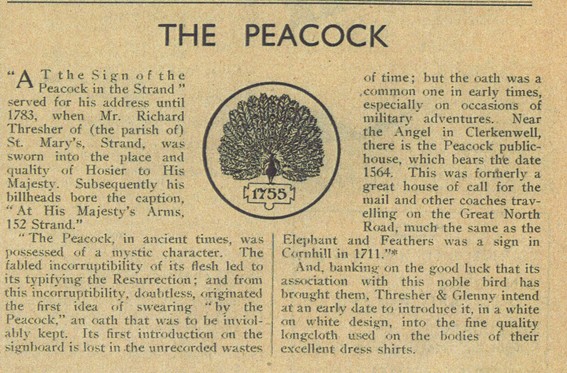 THE PEACOCK
"AT the Sign of the
Peacock in the Strand"
served for his address until
1783, when Mr. Richard
Thresher of (the parish of)
St. Mary's, Strand, was
sworn into the place and
quality of Hosier to His
Majesty. Subsequently his
billheads bore the caption,
"At His Majesty's Arms,
152 Strand."
"The Peacock, in ancient times, was
possessed of a mystic character. The
fabled incorruptibility of its flesh led to
its typifying the Resurrection; and from
this incorruptibility, doubtless, originated
the first idea of swearing "by the
Peacock," an oath that was to be inviol-
ably kept. Its first introduction on the
signboard is lost in the unrecorded wastes
1755
of time; but the oath was a
common one in early times,
especially on occasions of
military adventures. Near
the Angel in Clerkenwell,
there is the Peacock public-
house, which bears the date
1564. This was formerly a
great house of call for the
mail and other coaches trav-
elling on the Great North
Road, much the same as the
Elephant and Feathers was a sign in
Cornhill in 1711."*
And, banking on the good luck that its
association with this noble bird has
brought them, Thresher & Glenny intend
at an early date to introduce it, in a white
on white design, into the fine quality
longcloth used on the bodies of their
excellent dress shirts.